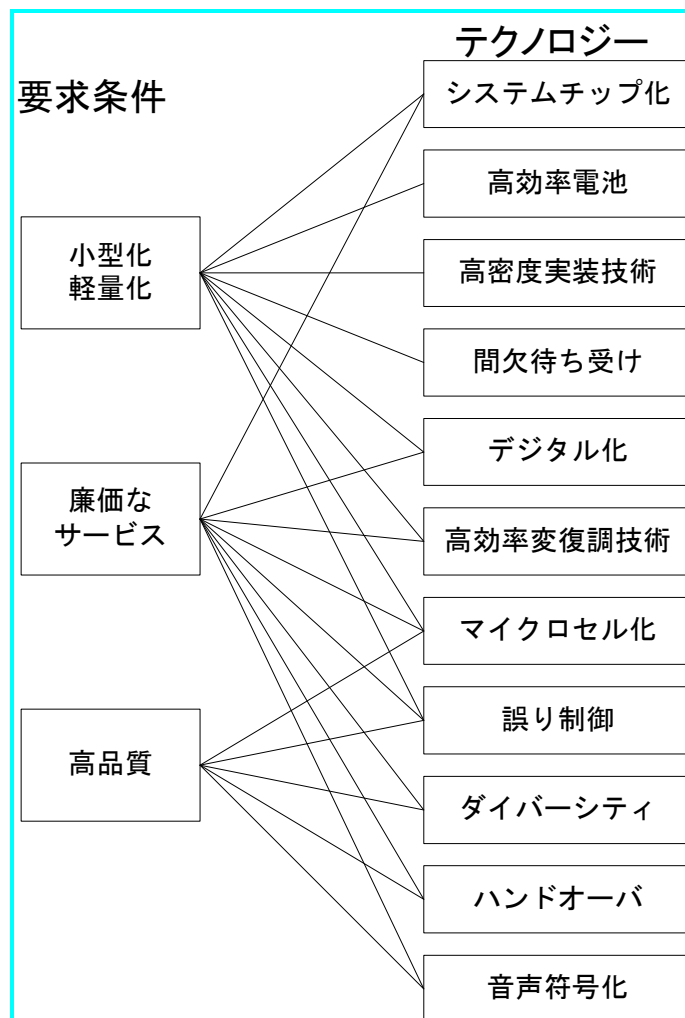 テクノロジー
要求条件
システムチップ化
高効率電池
小型化
軽量化
高密度実装技術
間欠待ち受け
デジタル化
廉価な
サービス
高効率変復調技術
マイクロセル化
誤り制御
高品質
ダイバーシティ
ハンドオーバ
音声符号化